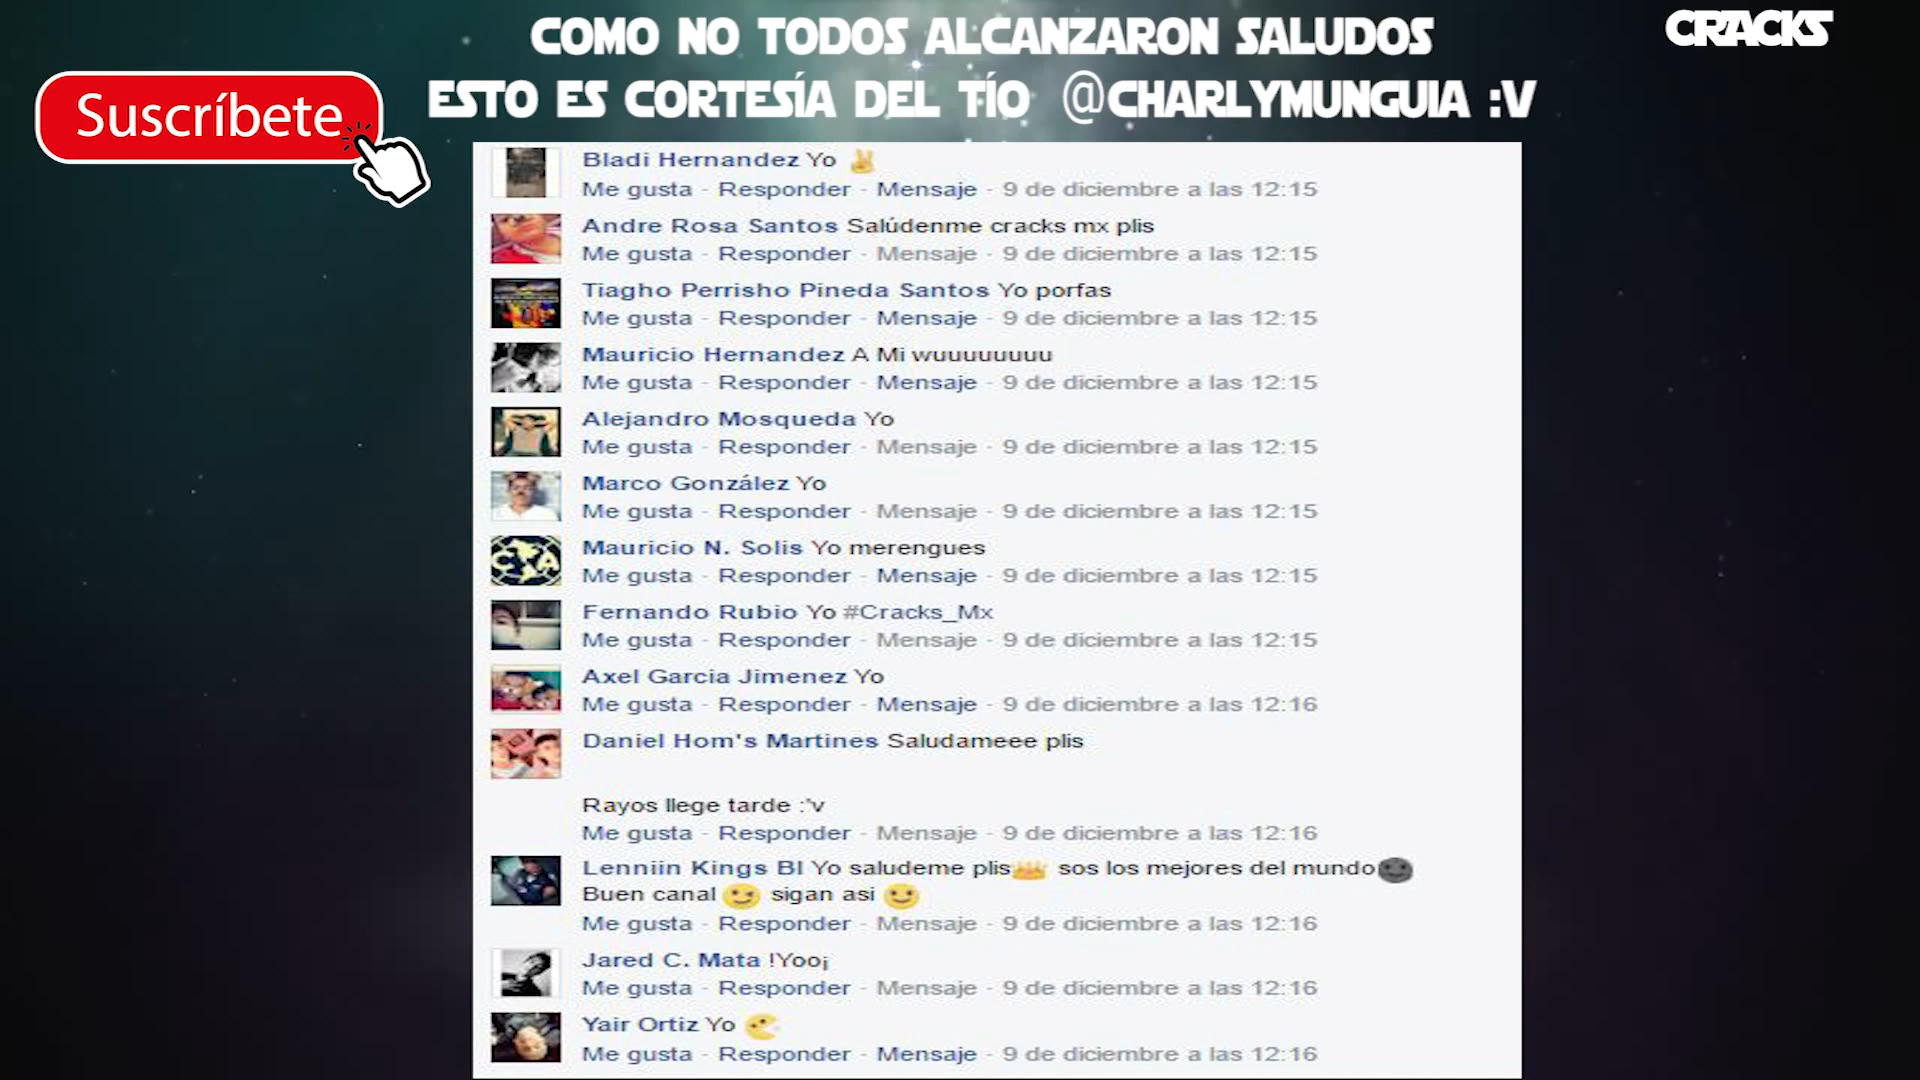 COMO NO TODOS ALCANZARON SALUDOS
CRACKS
ESTO ES CORTESÍA DEL TÍO @CHARLYMUNGUIA :V
Suscríbete
Bladi Hernandez Yo
Me gusta · Responder · Mensaje · 9 de diciembre a las 12:15
Andre Rosa Santos Salúdenme cracks mx plis
Me gusta · Responder · Mensaje · 9 de diciembre a las 12:15
Tiagho Perrisho Pineda Santos Yo porfas
Me gusta · Responder · Mensaje · 9 de diciembre a las 12:15
Mauricio Hernandez A Mi wuuuuuuuu
Me gusta · Responder · Mensaje · 9 de diciembre a las 12:15
Alejandro Mosqueda Yo
Me gusta · Responder · Mensaje · 9 de diciembre a las 12:15
Marco González Yo
Me gusta · Responder · Mensaje · 9 de diciembre a las 12:15
CA
Mauricio N. Solis Yo merengues
Me gusta · Responder · Mensaje · 9 de diciembre a las 12:15
Fernando Rubio Yo #Cracks_Mx
Me gusta · Responder · Mensaje · 9 de diciembre a las 12:15
Axel Garcia Jimenez Yo
Me gusta · Responder · Mensaje · 9 de diciembre a las 12:16
Daniel Hom's Martines Saludameee plis
Rayos llege tarde :'v
Me gusta · Responder · Mensaje · 9 de diciembre a las 12:16
Lenniin Kings Bl Yo saludeme plis sos los mejores del mundo
Buen canal sigan asi
Me gusta · Responder · Mensaje · 9 de diciembre a las 12:16
Jared C. Mata !Yoo¡
Me gusta · Responder · Mensaje · 9 de diciembre a las 12:16
Yair Ortiz Yo
Me gusta · Responder · Mensaje · 9 de diciembre a las 12:16